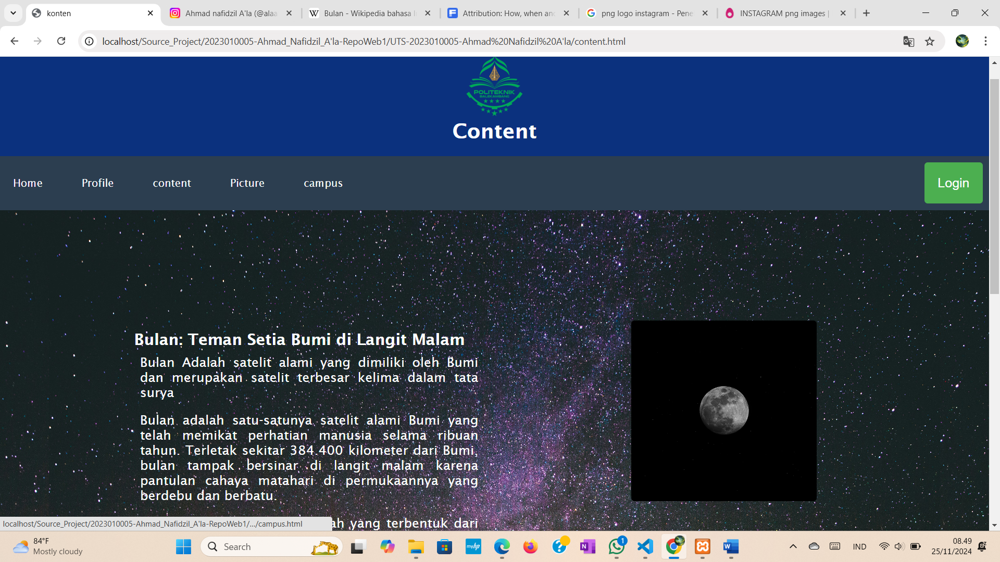 konten
Ahmad nafidzil A'la (@alaa
Bulan - Wikipedia bahasa I
Attribution: How, when and
png logo instagram - Pene
INSTAGRAM png images |
localhost/Source_Project/2023010005-Ahmad_Nafidzil_A'la-RepoWeb1/UTS-2023010005-Ahmad%20Nafidzil%20A'la/content.html
POLITEKNIK
BALEKAMBANG
Content
Home Profile content Picture campus Login
Bulan: Teman Setia Bumi di Langit Malam
Bulan Adalah satelit alami yang dimiliki oleh Bumi
dan merupakan satelit terbesar kelima dalam tata
surya
Bulan adalah satu-satunya satelit alami Bumi yang
telah memikat perhatian manusia selama ribuan
tahun. Terletak sekitar 384.400 kilometer dari Bumi,
bulan tampak bersinar di langit malam karena
pantulan cahaya matahari di permukaannya yang
berdebu dan berbatu.
ah yang terbentuk dari
localhost/Source_Project/2023010005-Ahmad_Nafidzil_A'la-RepoWeb1/.../campus.html
84°F
Mostly cloudy
Search
myhp
1
IND
08.49
25/11/2024